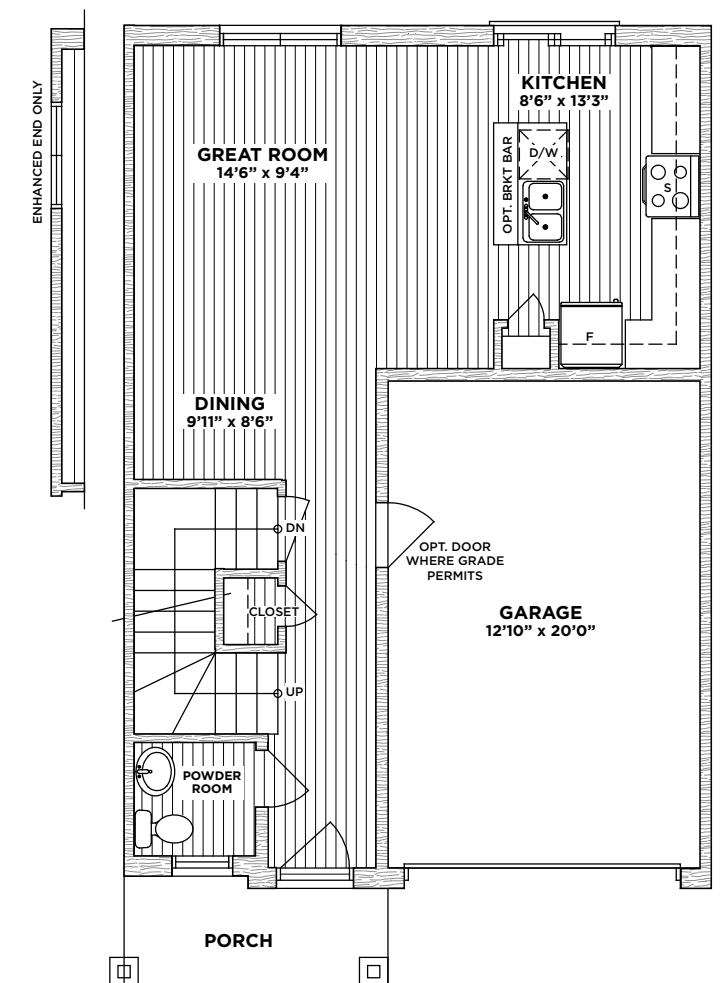 ENHANCED END ONLY
KITCHEN
8’6” x 13’3”
GREAT ROOM
14’6” x 9’4”
OPT. BRKT BAR
D/W
S
F
DINING
9’11” x 8’6”
DN
OPT. DOOR
WHERE GRADE
PERMITS
CLOSET
GARAGE
12’10” x 20’0”
UP
POWDER
ROOM
PORCH